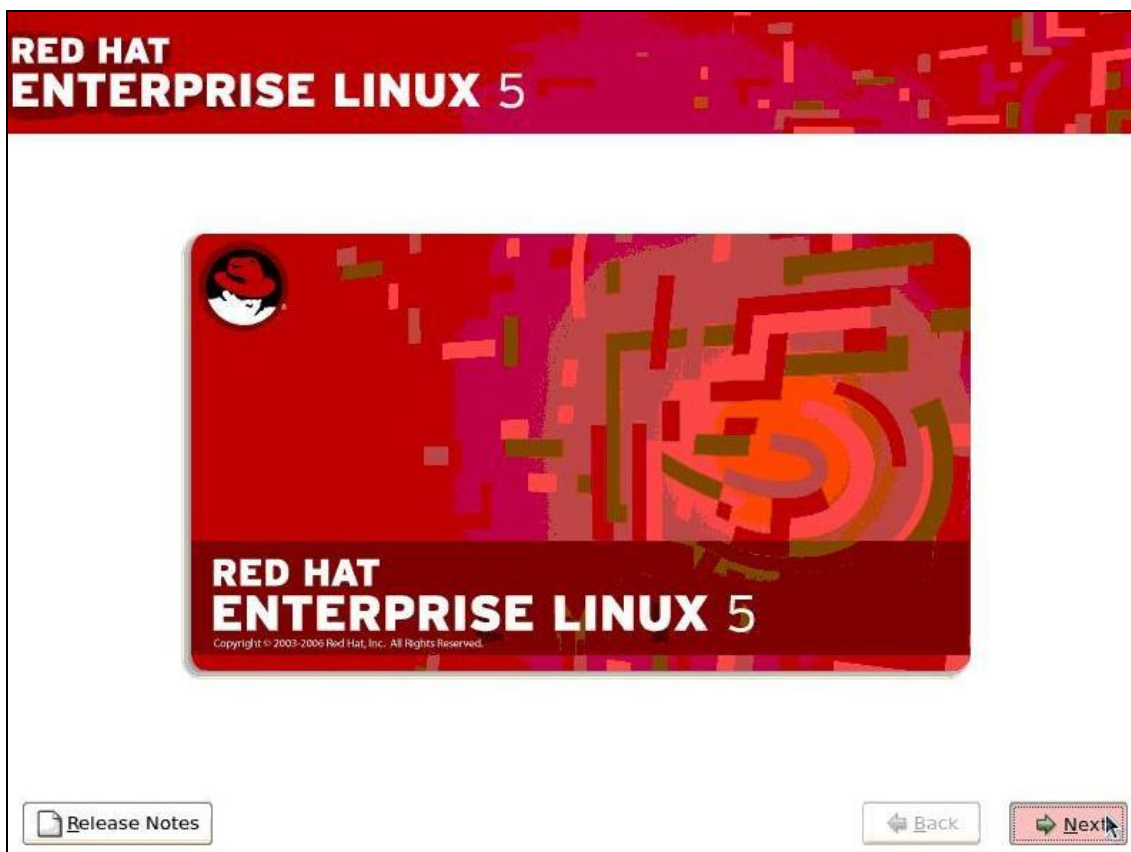 RED HAT
ENTERPRISE LINUX 5
RED HAT
ENTERPRISE LINUX 5
Copyright © 2003-2006 Red Hat, Inc. All Rights Reserved.
Release Notes
Back
Next